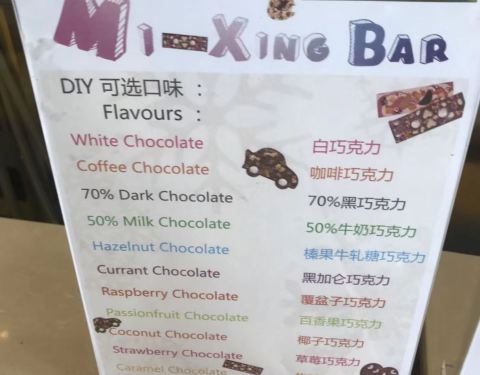 Mi-Xing Bar
DIY 可选口味 :
Flavours :
White Chocolate 白巧克力
Coffee Chocolate 咖啡巧克力
70% Dark Chocolate 70%黑巧克力
50% Milk Chocolate 50%牛奶巧克力
Hazelnut Chocolate 榛果牛轧糖巧克力
Currant Chocolate 黑加仑巧克力
Raspberry Chocolate 覆盆子巧克力
Passionfruit Chocolate 百香果巧克力
Coconut Chocolate 椰子巧克力
Strawberry Chocolate 草莓巧克力
Caramel Chocolate